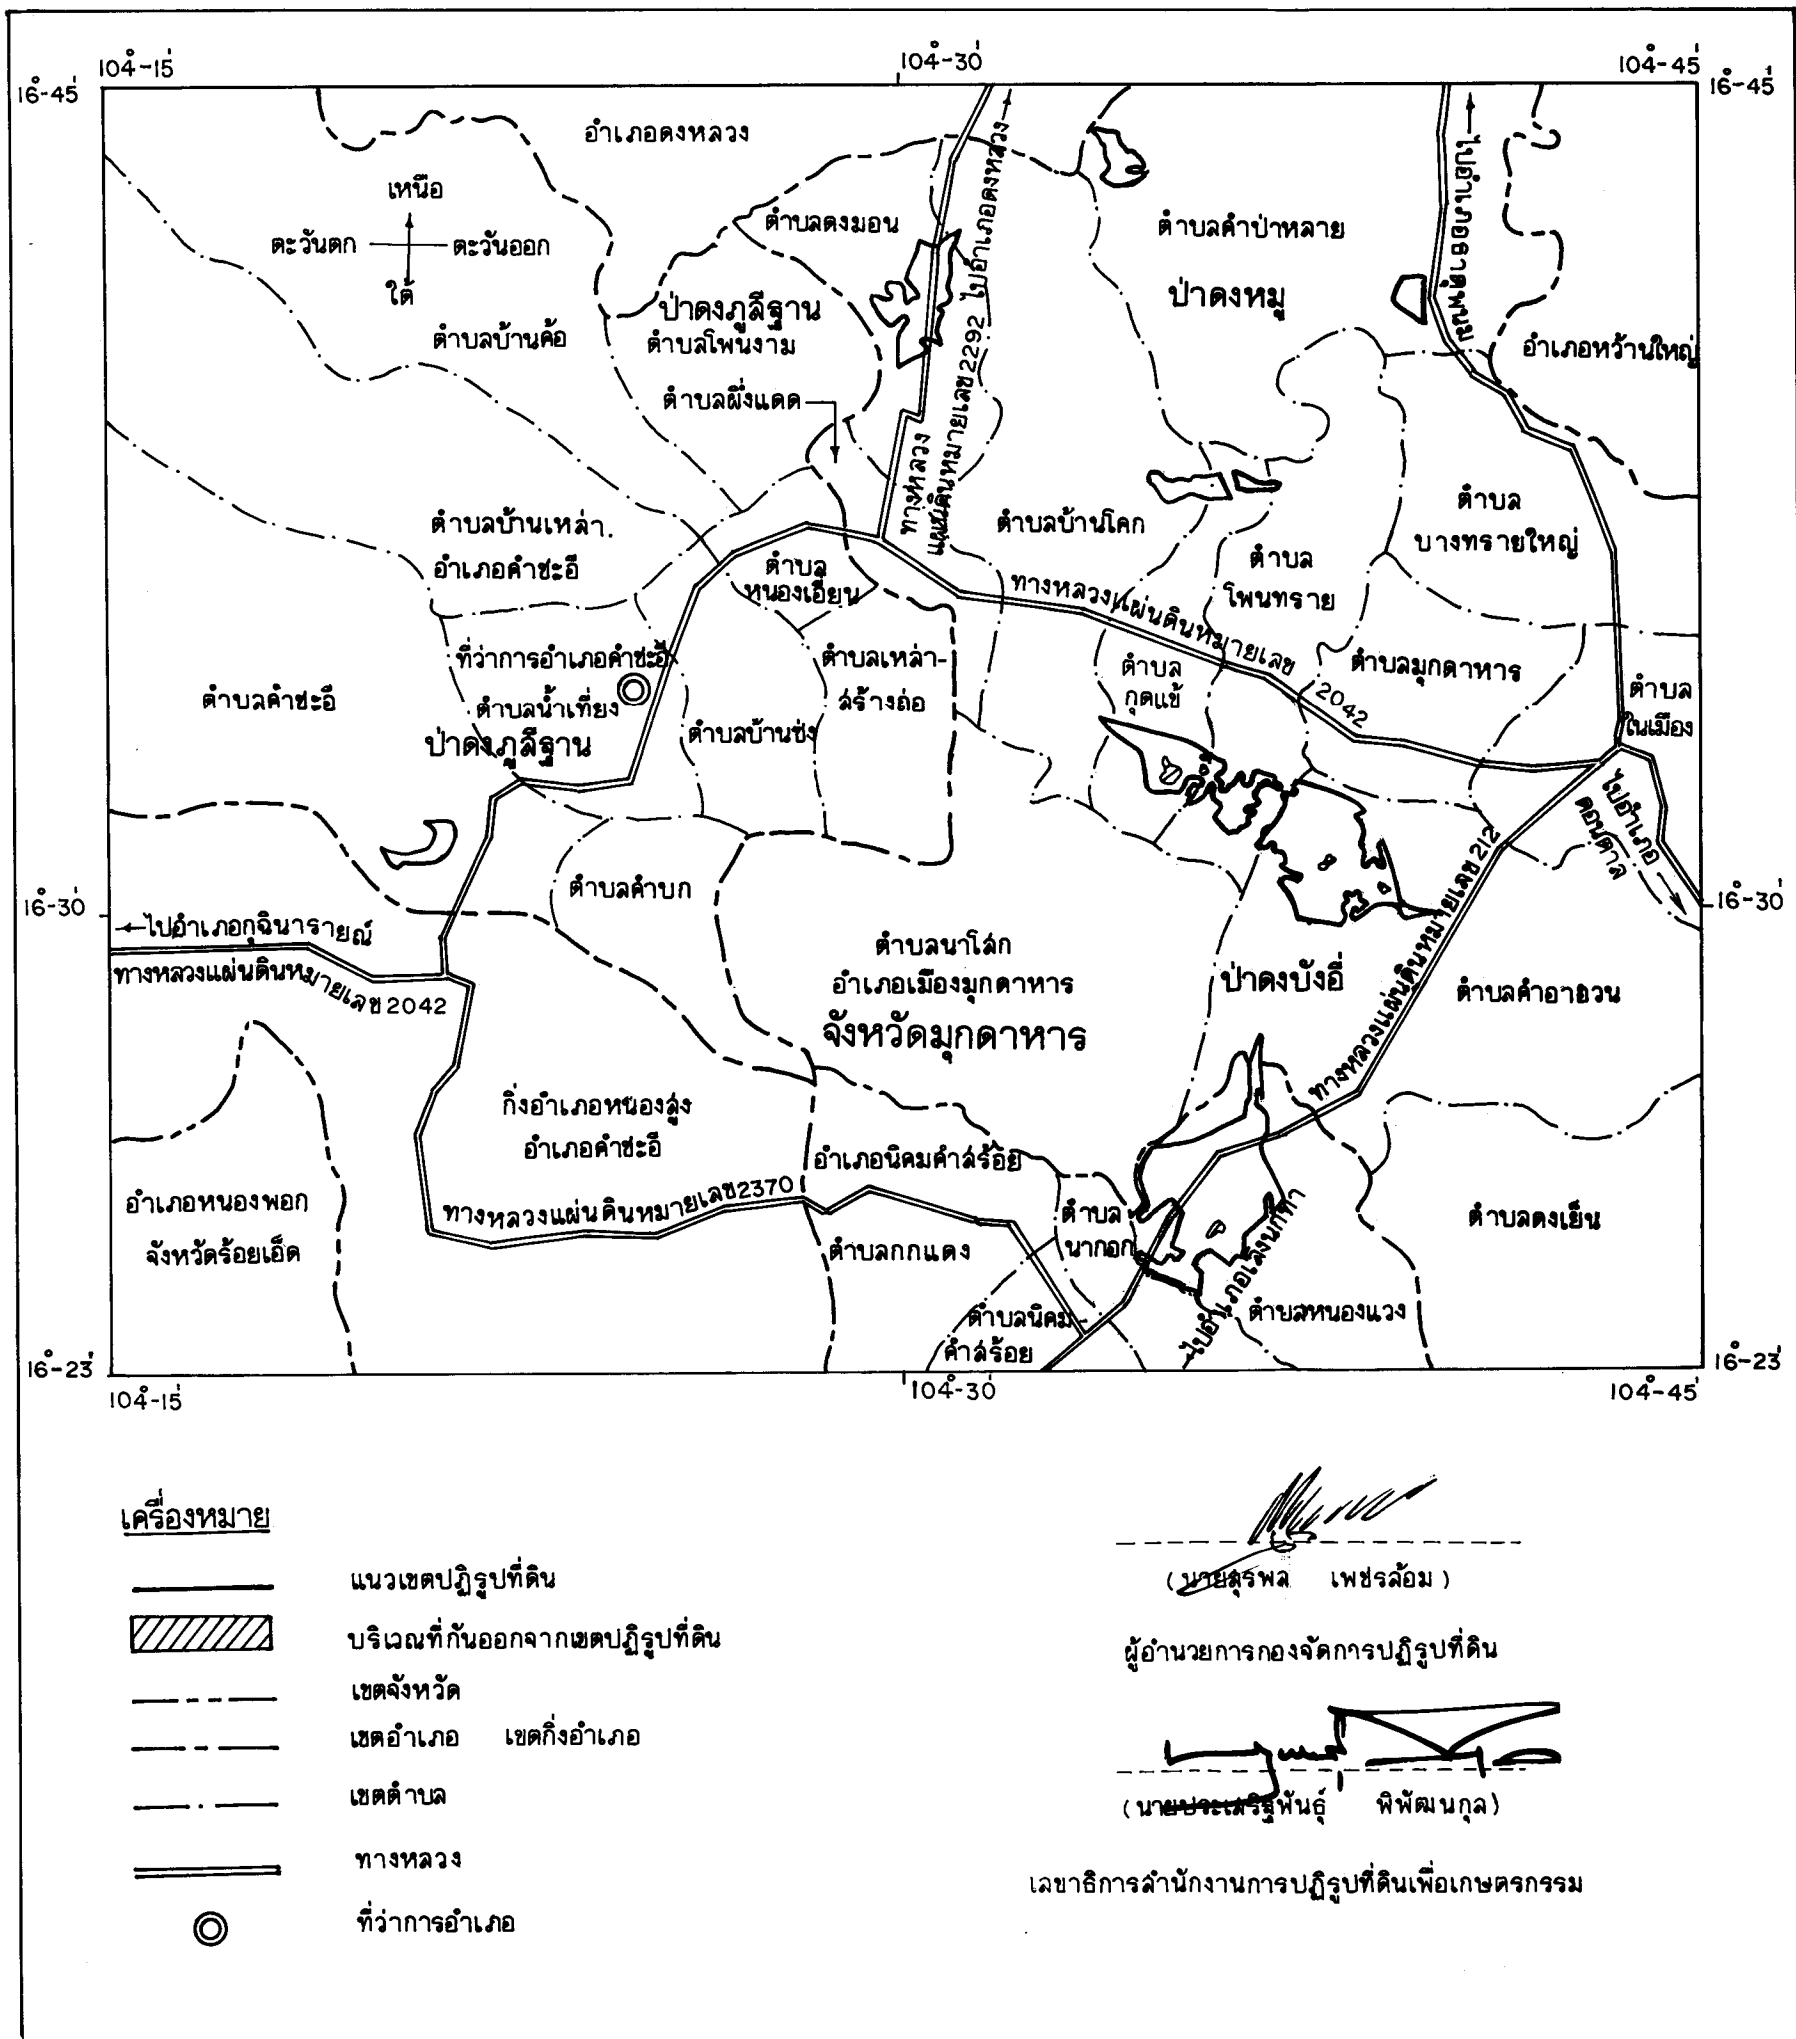 104°-15'
104°-30'
104°-45'
16°-45'
16°-45'
อำเภอดงหลวง
เหนือ
ตะวันตก
ตะวันออก
ใต้
ตำบลดงมอน
ไปอำเภอดงหลวง
ตำบลคำป่าหลาย
ป่าดงหมู
ไปอำเภอธาตุพนม
ป่าดงภูสีฐาน
ตำบลโพนงาม
ตำบลบ้านค้อ
อำเภอหว้านใหญ่
ตำบลผึ่งแดด
ทางหลวง
แผ่นดินหมายเลข 2292
ตำบลบ้านเหล่า
อำเภอคำชะอี
ตำบลบ้านโคก
ตำบล
บางทรายใหญ่
ตำบล
หนองเอี่ยน
ตำบล
โพนทราย
ทางหลวงแผ่นดินหมายเลข
2042
ที่ว่าการอำเภอคำชะอี
ตำบลเหล่า-
สร้างถ่อ
ตำบล
กุดแข้
ตำบลมุกดาหาร
ตำบล
ในเมือง
ตำบลคำชะอี
ตำบลน้ำเที่ยง
ป่าดงภูสีฐาน
ตำบลบ้านซ่ง
ไปอำเภอ
ดอนตาล
ทางหลวงแผ่นดินหมายเลข 212
ตำบลคำบก
16°-30'
16°-30'
ไปอำเภอกุฉินารายณ์
ทางหลวงแผ่นดินหมายเลข 2042
ตำบลนาโสก
อำเภอเมืองมุกดาหาร
จังหวัดมุกดาหาร
ป่าดงบังอี่
ตำบลคำอาฮวน
กิ่งอำเภอหนองสูง
อำเภอคำชะอี
อำเภอนิคมคำสร้อย
อำเภอหนองพอก
จังหวัดร้อยเอ็ด
ทางหลวงแผ่นดินหมายเลข 2370
ตำบลกกแดง
ตำบล
นากอก
ไปอำเภอเลิงนกทา
ตำบลดงเย็น
ตำบลหนองแวง
ตำบลนิคม
คำสร้อย
16°-23'
16°-23'
104°-15'
104°-30'
104°-45'
เครื่องหมาย
แนวเขตปฏิรูปที่ดิน
บริเวณที่กันออกจากเขตปฏิรูปที่ดิน
เขตจังหวัด
เขตอำเภอ เขตกิ่งอำเภอ
เขตตำบล
ทางหลวง
ที่ว่าการอำเภอ
(นายสุรพล เพชรล้อม)
ผู้อำนวยการกองจัดการปฏิรูปที่ดิน
(นายประเสริฐพันธุ์ พิพัฒนกุล)
เลขาธิการสำนักงานการปฏิรูปที่ดินเพื่อเกษตรกรรม